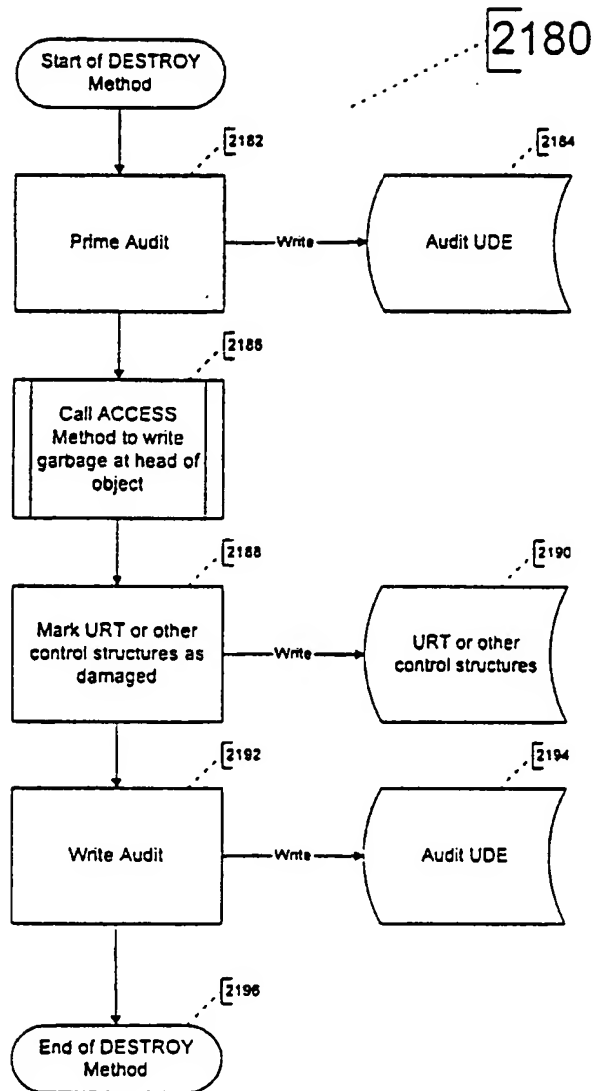 2180
Start of DESTROY
Method
2182
2184
Prime Audit
Write
Audit UDE
2186
Call ACCESS
Method to write
garbage at head of
object
2188
2190
Mark URT or other
control structures as
damaged
Write
URT or other
control structures
2192
2194
Write Audit
Write
Audit UDE
2196
End of DESTROY
Method